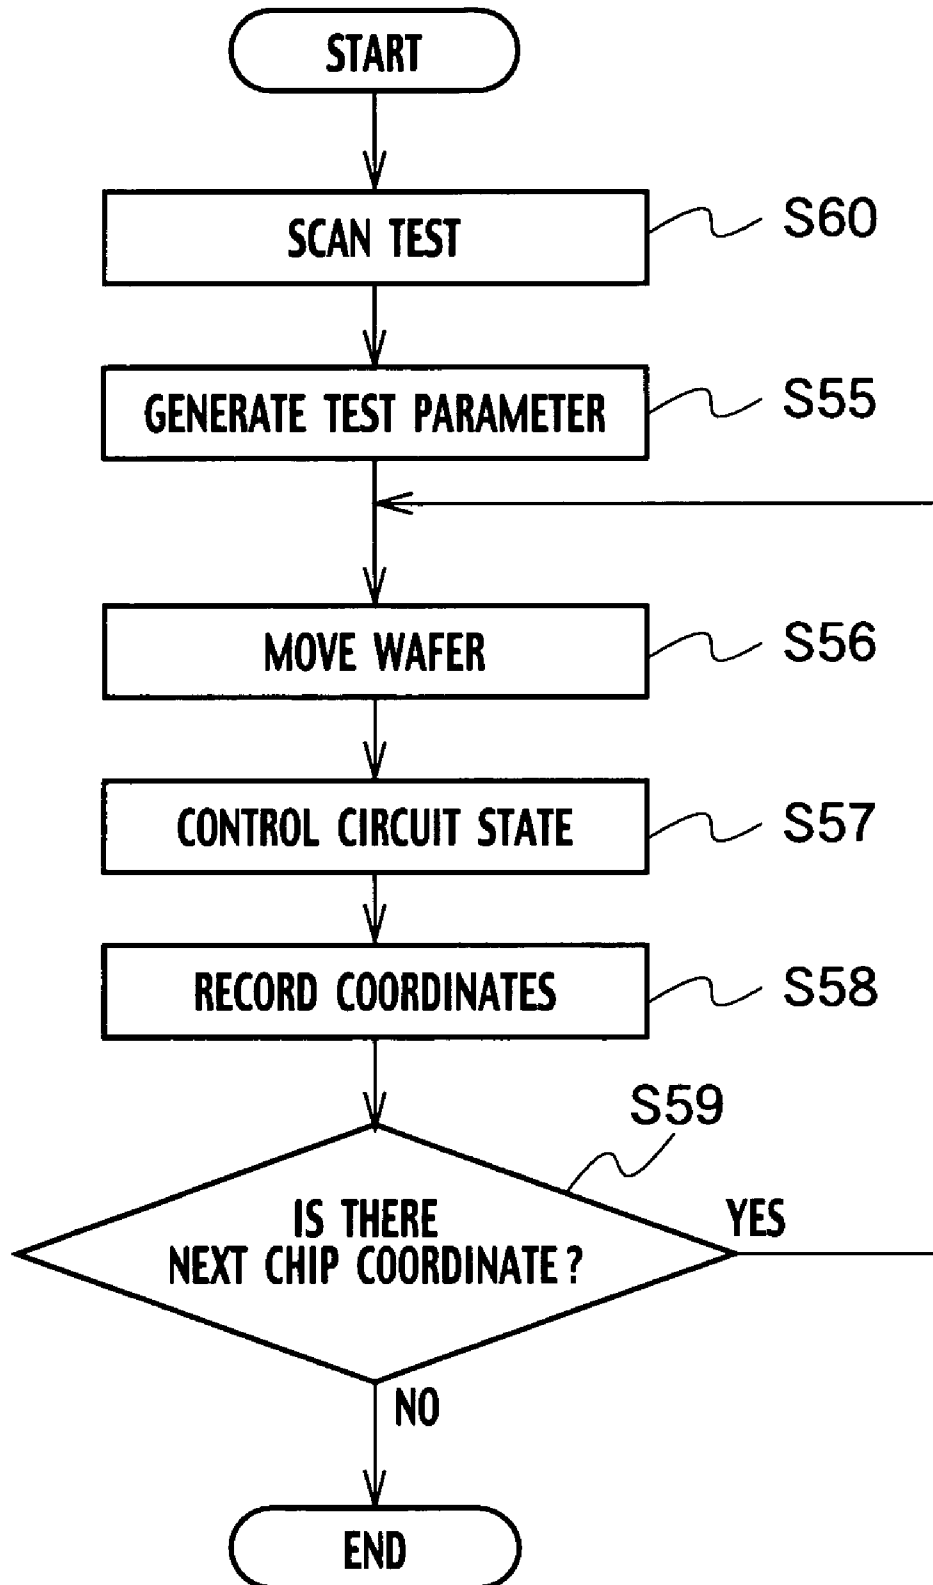 START
SCAN TEST
S60
GENERATE TEST PARAMETER
S55
MOVE WAFER
S56
CONTROL CIRCUIT STATE
S57
RECORD COORDINATES
S58
S59
IS THERE
NEXT CHIP COORDINATE?
YES
NO
END